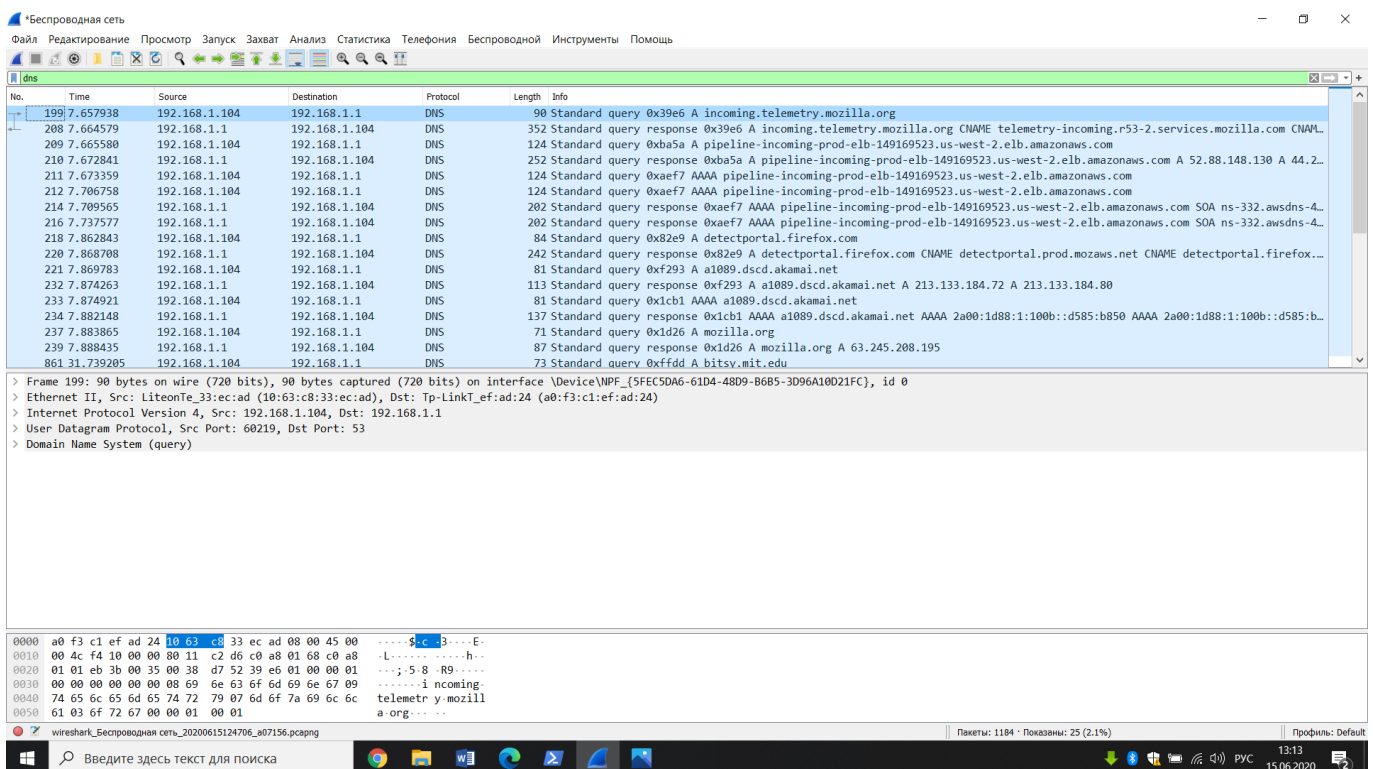 *Беспроводная сеть
Файл Редактирование Просмотр Запуск Захват Анализ Статистика Телефония Беспроводной Инструменты Помощь
dns
No. Time Source Destination Protocol Length Info
199 7.657938 192.168.1.104 192.168.1.1 DNS 90 Standard query 0x39e6 A incoming.telemetry.mozilla.org
208 7.664579 192.168.1.1 192.168.1.104 DNS 352 Standard query response 0x39e6 A incoming.telemetry.mozilla.org CNAME telemetry-incoming.r53-2.services.mozilla.com CNAM…
209 7.665580 192.168.1.104 192.168.1.1 DNS 124 Standard query 0xba5a A pipeline-incoming-prod-elb-149169523.us-west-2.elb.amazonaws.com
210 7.672841 192.168.1.1 192.168.1.104 DNS 252 Standard query response 0xba5a A pipeline-incoming-prod-elb-149169523.us-west-2.elb.amazonaws.com A 52.88.148.130 A 44.2…
211 7.673359 192.168.1.104 192.168.1.1 DNS 124 Standard query 0xaef7 AAAA pipeline-incoming-prod-elb-149169523.us-west-2.elb.amazonaws.com
212 7.706758 192.168.1.104 192.168.1.1 DNS 124 Standard query 0xaef7 AAAA pipeline-incoming-prod-elb-149169523.us-west-2.elb.amazonaws.com
214 7.709565 192.168.1.1 192.168.1.104 DNS 202 Standard query response 0xaef7 AAAA pipeline-incoming-prod-elb-149169523.us-west-2.elb.amazonaws.com SOA ns-332.awsdns-4…
216 7.737577 192.168.1.1 192.168.1.104 DNS 202 Standard query response 0xaef7 AAAA pipeline-incoming-prod-elb-149169523.us-west-2.elb.amazonaws.com SOA ns-332.awsdns-4…
218 7.862843 192.168.1.104 192.168.1.1 DNS 84 Standard query 0x82e9 A detectportal.firefox.com
220 7.868708 192.168.1.1 192.168.1.104 DNS 242 Standard query response 0x82e9 A detectportal.firefox.com CNAME detectportal.prod.mozaws.net CNAME detectportal.firefox.…
221 7.869783 192.168.1.104 192.168.1.1 DNS 81 Standard query 0xf293 A a1089.dscd.akamai.net
232 7.874263 192.168.1.1 192.168.1.104 DNS 113 Standard query response 0xf293 A a1089.dscd.akamai.net A 213.133.184.72 A 213.133.184.80
233 7.874921 192.168.1.104 192.168.1.1 DNS 81 Standard query 0x1cb1 AAAA a1089.dscd.akamai.net
234 7.882148 192.168.1.1 192.168.1.104 DNS 137 Standard query response 0x1cb1 AAAA a1089.dscd.akamai.net AAAA 2a00:1d88:1:100b::d585:b850 AAAA 2a00:1d88:1:100b::d585:b…
237 7.883865 192.168.1.104 192.168.1.1 DNS 71 Standard query 0x1d26 A mozilla.org
239 7.888435 192.168.1.1 192.168.1.104 DNS 87 Standard query response 0x1d26 A mozilla.org A 63.245.208.195
861 31.739205 192.168.1.104 192.168.1.1 DNS 73 Standard query 0xffdd A bitsy.mit.edu
> Frame 199: 90 bytes on wire (720 bits), 90 bytes captured (720 bits) on interface \Device\NPF_{5FEC5DA6-61D4-48D9-B6B5-3D96A10D21FC}, id 0
> Ethernet II, Src: LiteonTe_33:ec:ad (10:63:c8:33:ec:ad), Dst: Tp-LinkT_ef:ad:24 (a0:f3:c1:ef:ad:24)
> Internet Protocol Version 4, Src: 192.168.1.104, Dst: 192.168.1.1
> User Datagram Protocol, Src Port: 60219, Dst Port: 53
> Domain Name System (query)
0000 a0 f3 c1 ef ad 24 10 63 c8 33 ec ad 08 00 45 00 ·····$·c ·3····E·
0010 00 4c f4 10 00 00 80 11 c2 d6 c0 a8 01 68 c0 a8 ·L······ ·····h··
0020 01 01 eb 3b 00 35 00 38 d7 52 39 e6 01 00 00 01 ···;·5·8 ·R9·····
0030 00 00 00 00 00 00 08 69 6e 63 6f 6d 69 6e 67 09 ·······i ncoming·
0040 74 65 6c 65 6d 65 74 72 79 07 6d 6f 7a 69 6c 6c telemetr y·mozill
0050 61 03 6f 72 67 00 00 01 00 01 a·org··· ··
wireshark_Беспроводная сеть_20200615124706_a07156.pcapng Пакеты: 1184 · Показаны: 25 (2.1%) Профиль: Default
Введите здесь текст для поиска РУС 13:13
15.06.2020 2